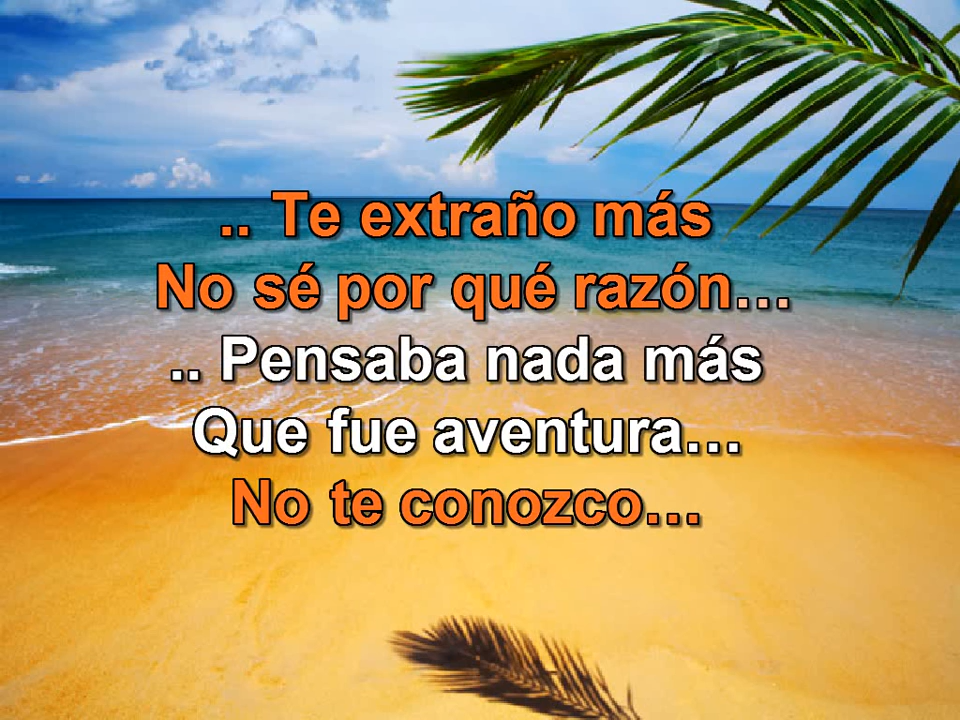 .. Te extraño más
No sé por qué razón...
.. Pensaba nada más
Que fue aventura...
No te conozco...